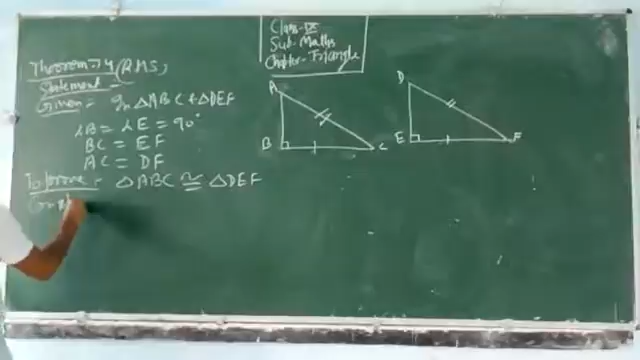 Class-IX
Sub-Maths
Chapter-Triangle
Theorem-4 (RHS)
Statement -
Given - In △ABC & △DEF
∠B = ∠E = 90°
BC = EF
AC = DF
To prove - △ABC ≅ △DEF
A
B
C
D
E
F